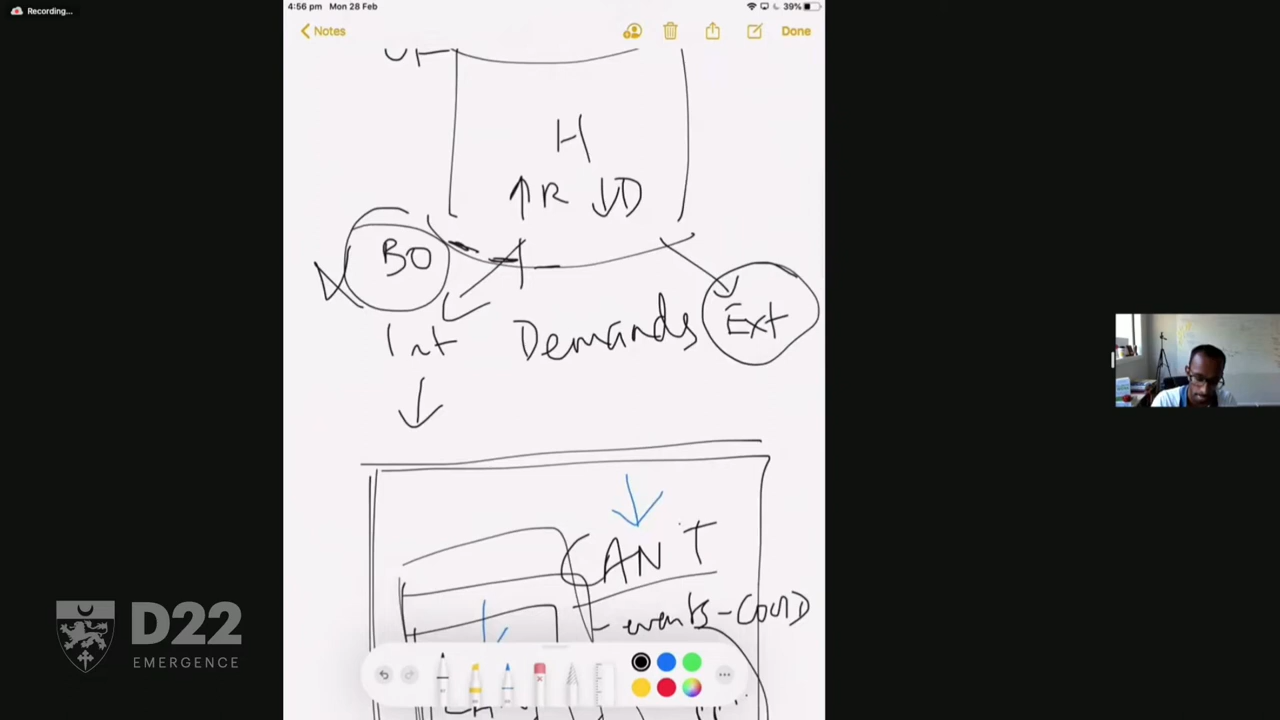 Recording...
4:56 pm Mon 28 Feb
39%
Notes
Done
H
↑R ↓D
BO
Int
Demands
Ext
CAN'T
- events - COVID
D22
EMERGENCE